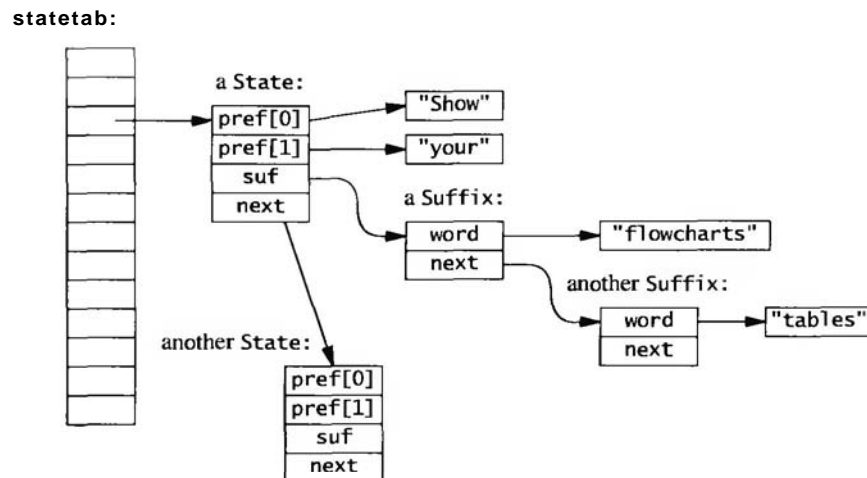 statetab:
a State:
pref[0]
"Show"
pref[1]
"your"
suf
next
a Suffix:
word
"flowcharts"
next
another Suffix:
word
"tables"
next
another State:
pref[0]
pref[1]
suf
next